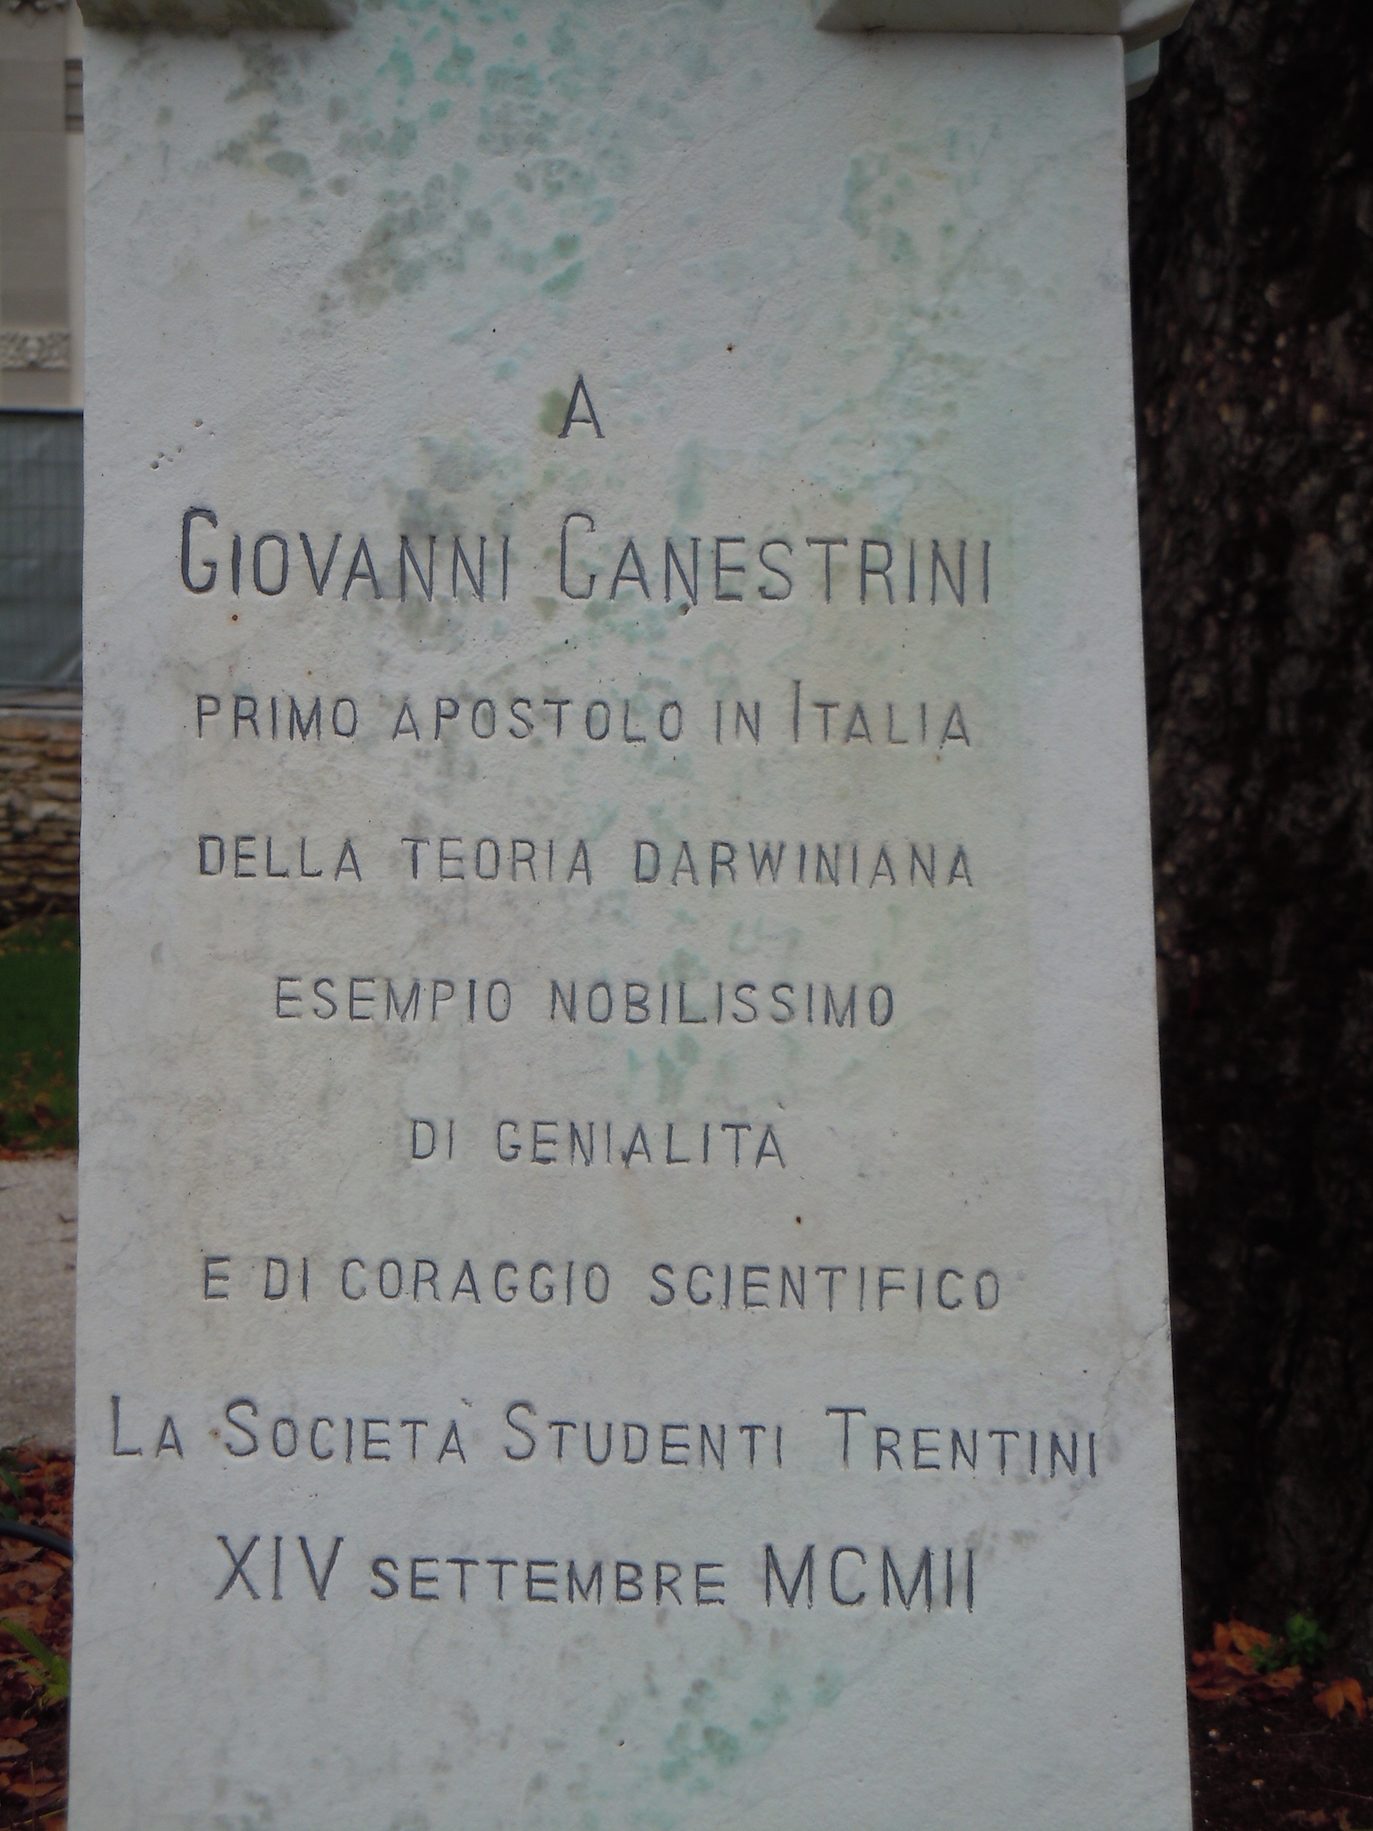 A
GIOVANNI CANESTRINI
PRIMO APOSTOLO IN ITALIA
DELLA TEORIA DARWINIANA
ESEMPIO NOBILISSIMO
DI GENIALITÀ
E DI CORAGGIO SCIENTIFICO
LA SOCIETÀ STUDENTI TRENTINI
XIV SETTEMBRE MCMII